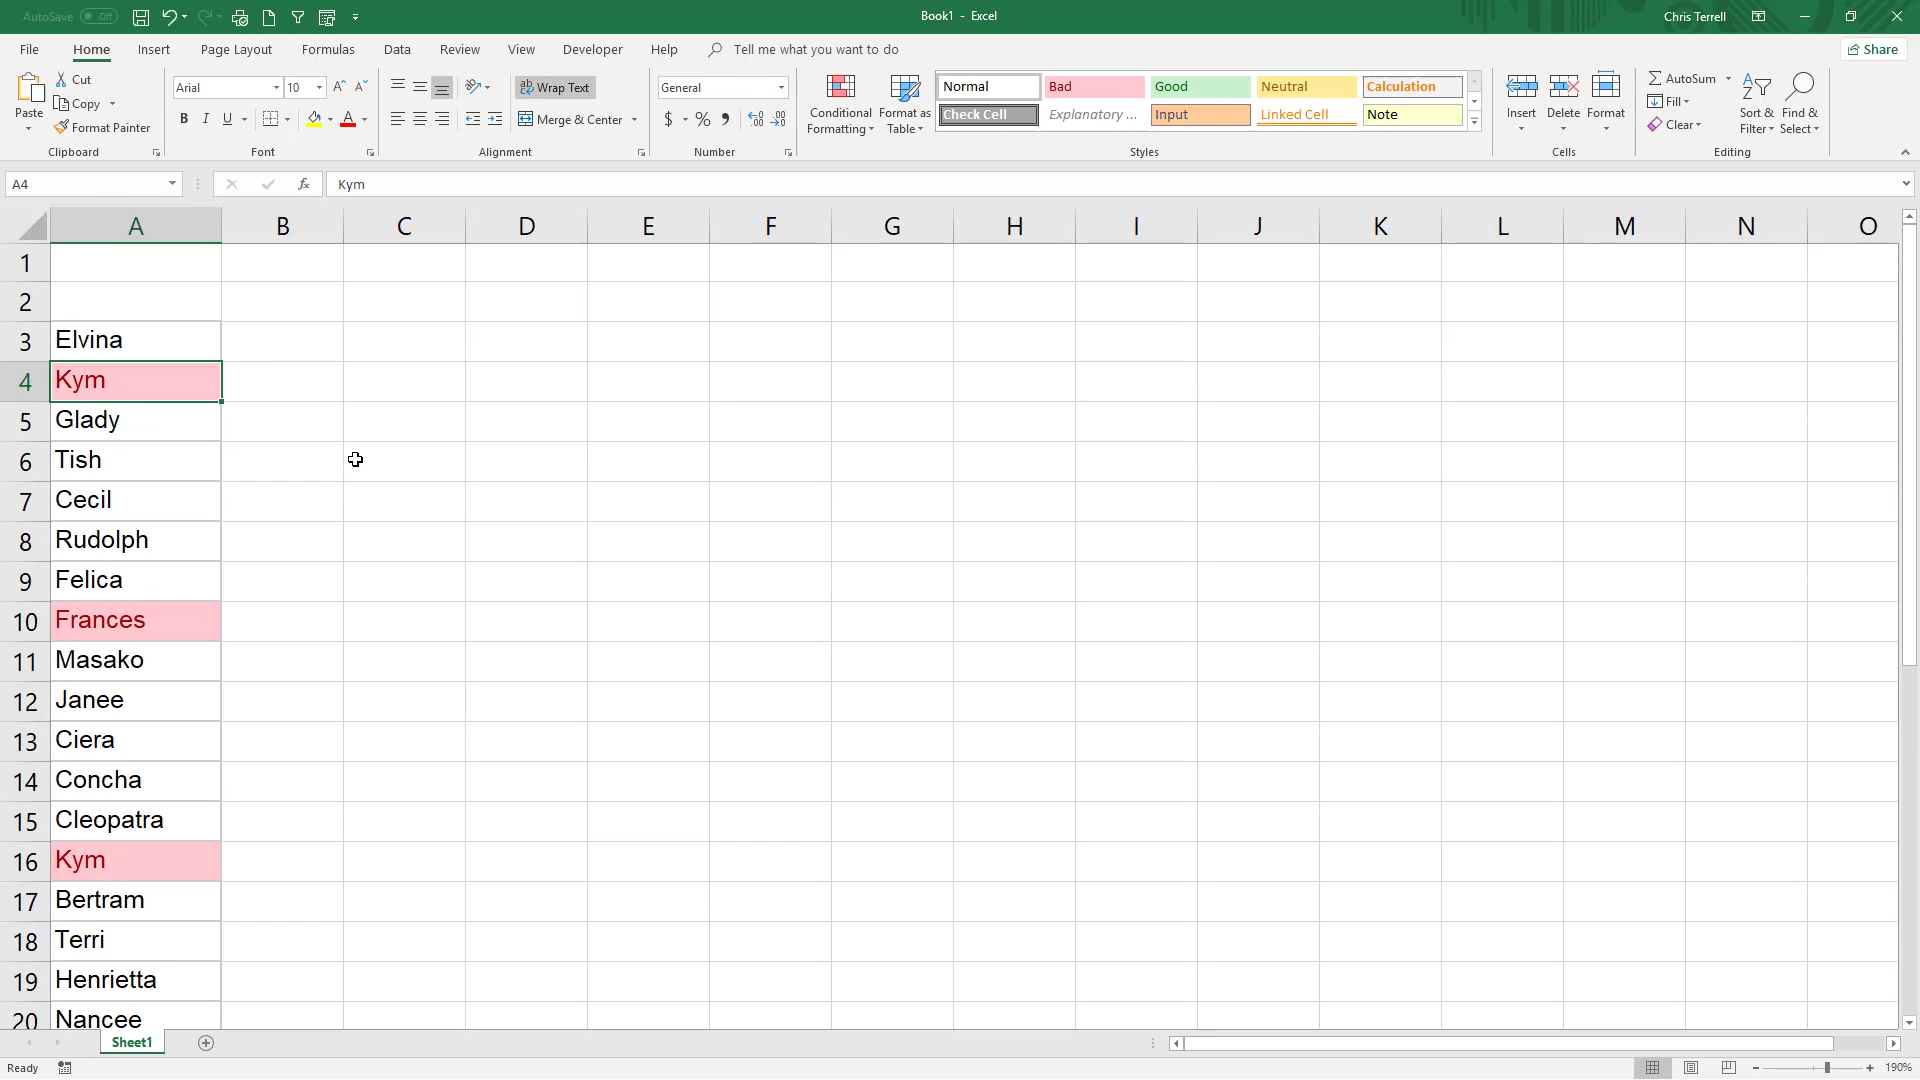 AutoSave Off
Book1 - Excel
Chris Terrell
File Home Insert Draw Page Layout Formulas Data Review View Developer Help Tell me what you want to do
Share
Paste
Cut
Copy
Format Painter
Clipboard
Arial 10
B I U A
Font
Wrap Text
Merge & Center
Alignment
General
$ % ,
Number
Conditional Formatting
Format as Table
Normal Bad Good Neutral Calculation
Check Cell Explanatory ... Input Linked Cell Note
Styles
Insert Delete Format
Cells
AutoSum
Fill
Clear
Sort & Filter
Find & Select
Editing
A4
fx
Kym
A B C D E F G H I J K L M N O
1
2
3 Elvina
4 Kym
5 Glady
6 Tish
7 Cecil
8 Rudolph
9 Felica
10 Frances
11 Masako
12 Janee
13 Ciera
14 Concha
15 Cleopatra
16 Kym
17 Bertram
18 Terri
19 Henrietta
20 Nancee
Sheet1
Ready
190%